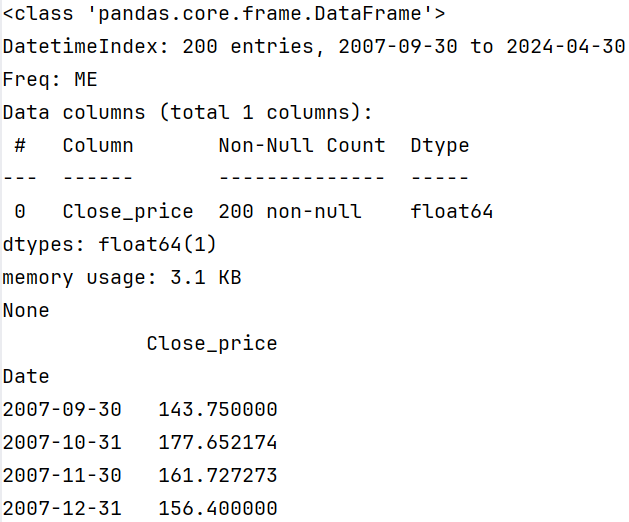 <class 'pandas.core.frame.DataFrame'>
DatetimeIndex: 200 entries, 2007-09-30 to 2024-04-30
Freq: ME
Data columns (total 1 columns):
 #   Column       Non-Null Count  Dtype
---  ------       --------------  -----
 0   Close_price  200 non-null    float64
dtypes: float64(1)
memory usage: 3.1 KB
None
            Close_price
Date
2007-09-30   143.750000
2007-10-31   177.652174
2007-11-30   161.727273
2007-12-31   156.400000